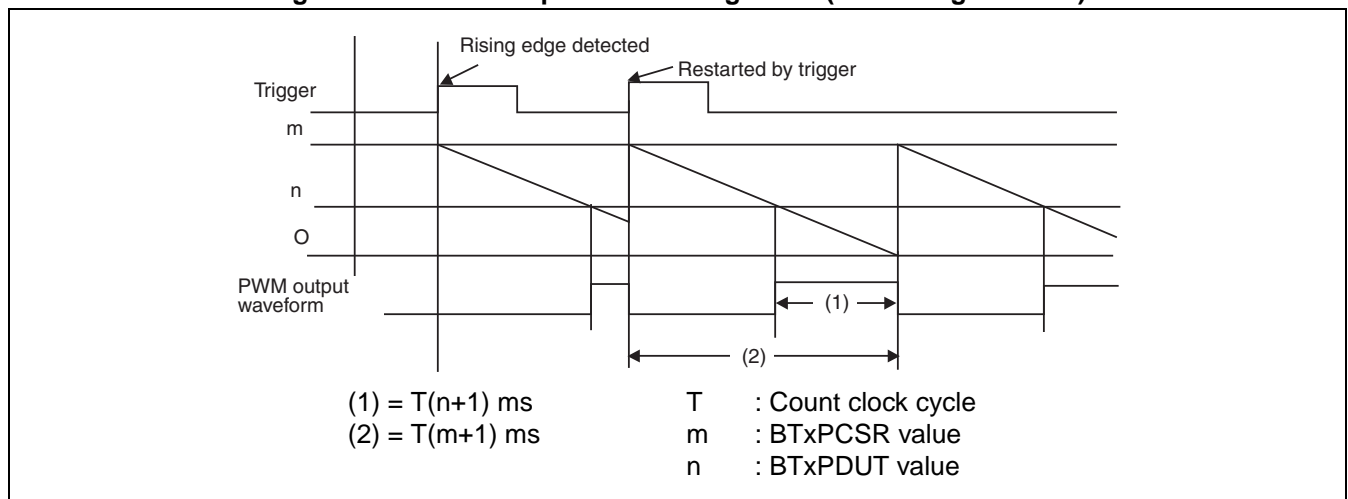 Rising edge detected
Restarted by trigger
Trigger
m
n
O
PWM output
waveform
(1)
(2)
(1) = T(n+1) ms
(2) = T(m+1) ms
T : Count clock cycle
m : BTxPCSR value
n : BTxPDUT value